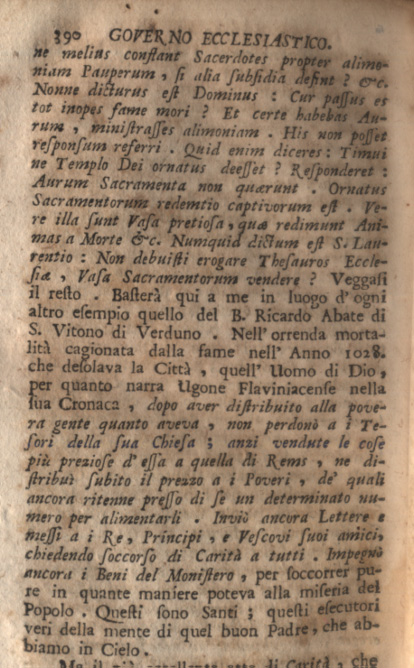 390 GOVERNO ECCLESIASTICO.
ne melius conſtant Sacerdotes propter alimo-
niam Pauperum, ſi alia ſubſidia deſint ? &c.
Nonne dicturus eſt Dominus : Cur paſſus es
tot inopes fame mori ? Et certe habebas Au-
rum, miniſtraſſes alimoniam . His non poſſet
reſponſum referri . Quid enim diceres : Timui
ne Templo Dei ornatus deeſſet ? Reſponderet :
Aurum Sacramenta non quærunt . Ornatus
Sacramentorum redemtio captivorum eſt . Ve-
re illa ſunt Vaſa pretioſa, quæ redimunt Ani-
mas a Morte &c. Numquid dictum eſt S. Lau-
rentio : Non debuiſti erogare Theſauros Eccle-
ſiæ , Vaſa Sacramentorum vendere ? Veggaſi
il reſto . Baſterà qui a me in luogo d' ogni
altro eſempio quello del B. Ricardo Abate di
S. Vitono di Verduno . Nell' orrenda morta-
lità cagionata dalla fame nell' Anno 1028.
che deſolava la Città , quell' Uomo di Dio,
per quanto narra Ugone Flaviniacenſe nella
ſua Cronaca , dopo aver diſtribuito alla pove-
ra gente quanto aveva , non perdonò a i Te-
ſori della ſua Chieſa ; anzi vendute le coſe
più prezioſe d' eſſa a quella di Rems , ne di-
ſtribuì ſubito il prezzo a i Poveri , de' quali
ancora ritenne preſſo di ſe un determinato nu-
mero per alimentarli . Inviò ancora Lettere e
meſſi a i Re, Principi , e Veſcovi ſuoi amici,
chiedendo ſoccorſo di Carità a tutti . Impegnò
ancora i Beni del Moniſtero , per ſoccorrer pu-
re in quante maniere poteva alla miſeria del
Popolo . Queſti ſono Santi ; queſti eſecutori
veri della mente di quel buon Padre, che ab-
biamo in Cielo .
Ma il più eccellente atto di Carità , che